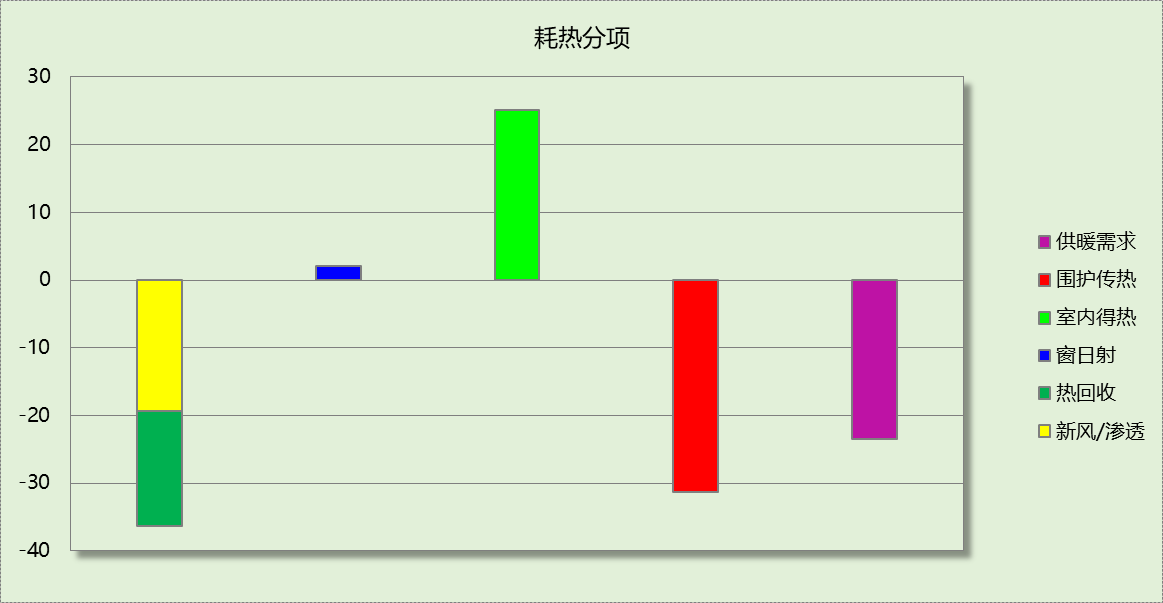 耗热分项
30
20
10
0
-10
-20
-30
-40
供暖需求
围护传热
室内得热
窗日射
热回收
新风/渗透